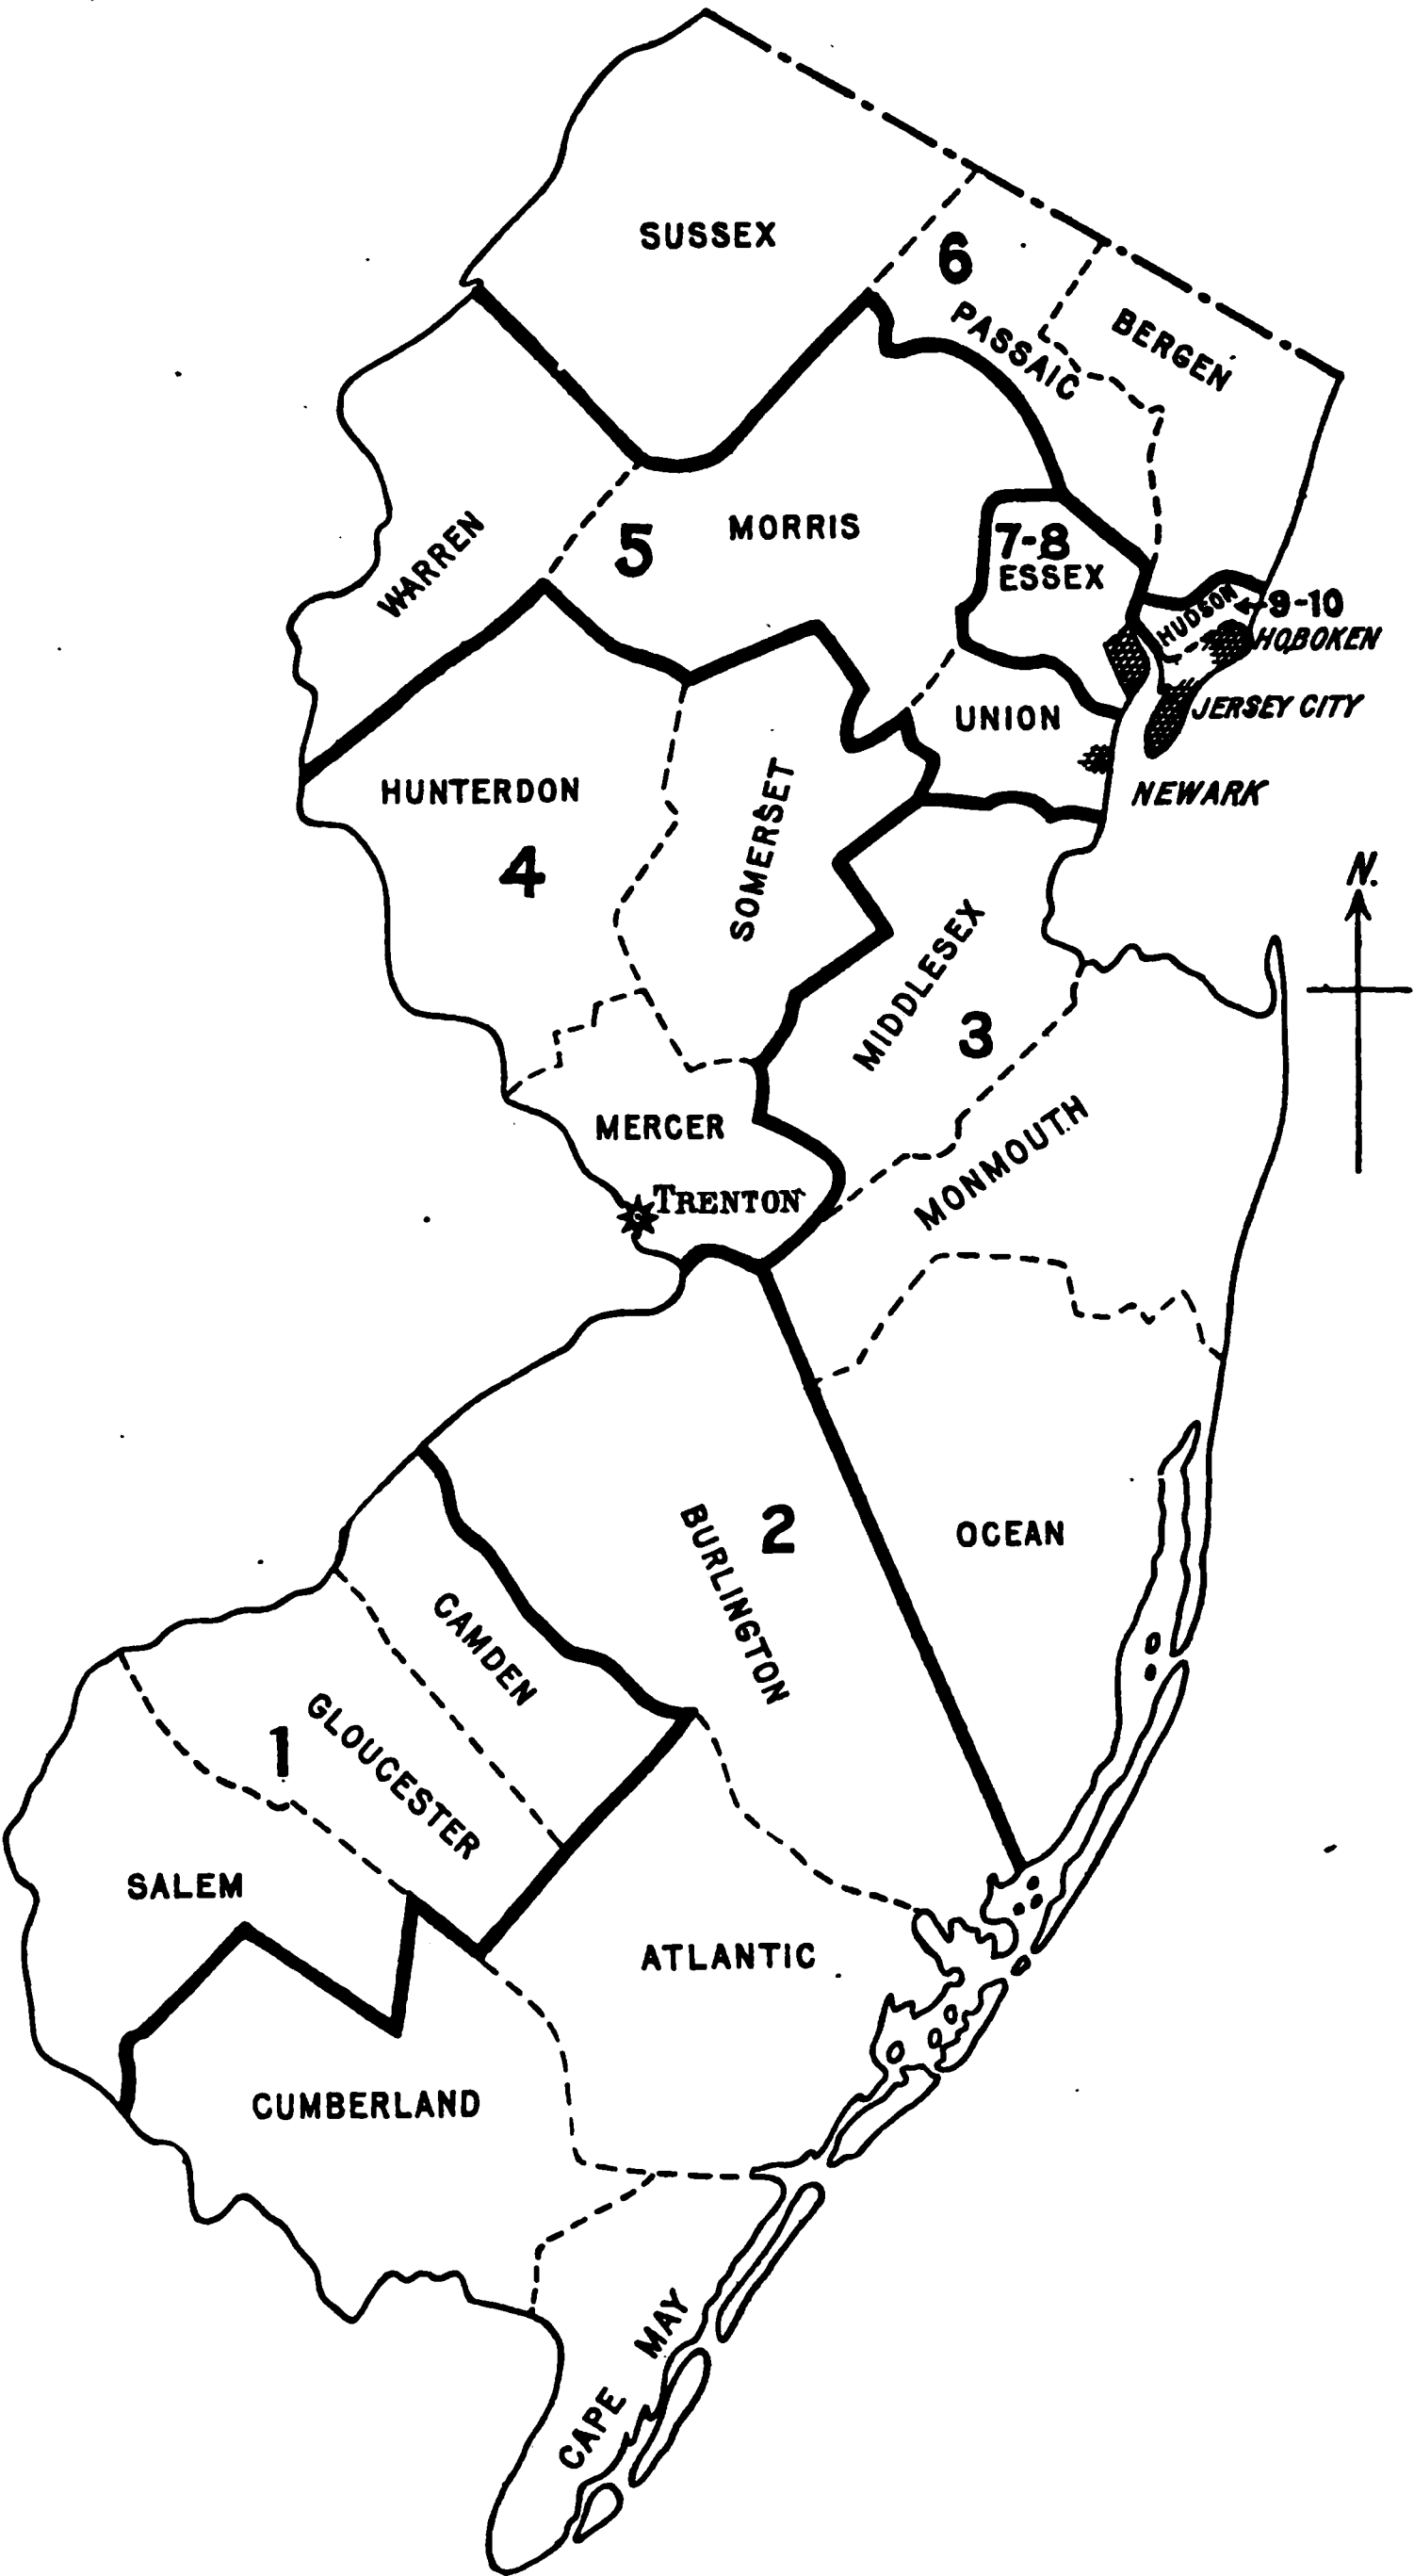 SUSSEX
6
PASSAIC
BERGEN
WARREN
5
MORRIS
7-8
ESSEX
HUDSON
9-10
HOBOKEN
UNION
JERSEY CITY
HUNTERDON
NEWARK
4
SOMERSET
N.
MIDDLESEX
3
MERCER
MONMOUTH
TRENTON
2
BURLINGTON
OCEAN
CAMDEN
1
GLOUCESTER
SALEM
ATLANTIC
CUMBERLAND
CAPE MAY